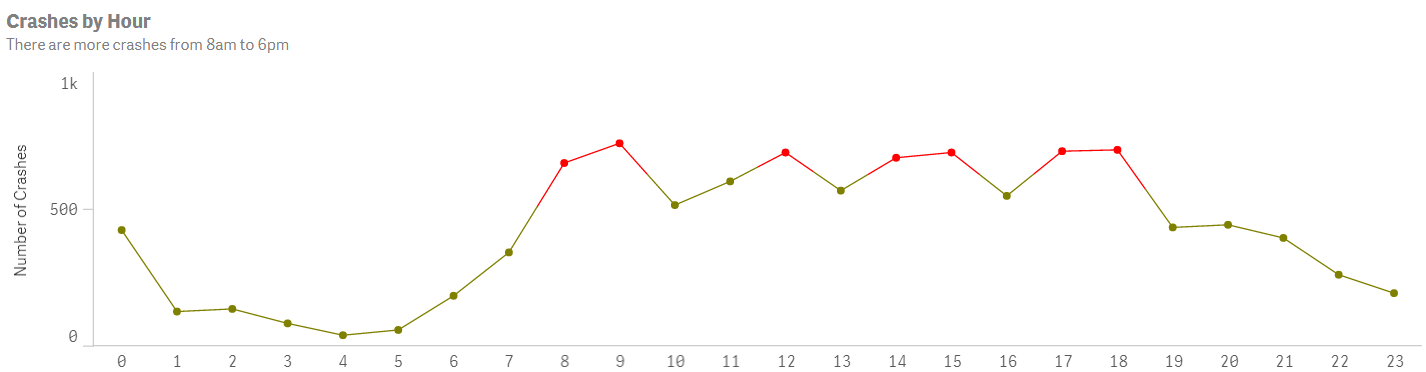 Crashes by Hour
There are more crashes from 8am to 6pm
1k
500
0
Number of Crashes
0 1 2 3 4 5 6 7 8 9 10 11 12 13 14 15 16 17 18 19 20 21 22 23